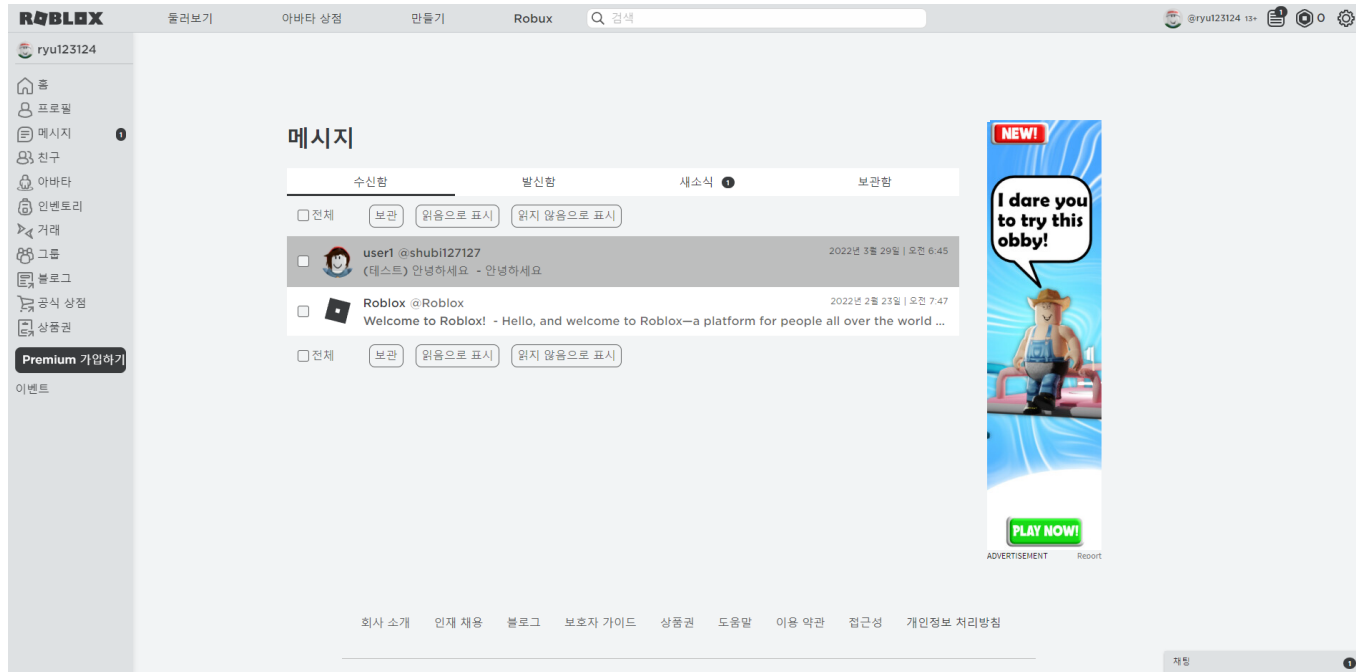 ROBLOX 둘러보기 아바타 상점 만들기 Robux 검색 @ryu123124 13+ 1 0
ryu123124
홈
프로필
메시지 1
친구
아바타
인벤토리
거래
그룹
블로그
공식 상점
상품권
Premium 가입하기
이벤트
메시지
수신함 발신함 새소식 1 보관함
전체 보관 읽음으로 표시 읽지 않음으로 표시
user1 @shubi127127 2022년 3월 29일 | 오전 6:45
(테스트) 안녕하세요 - 안녕하세요
Roblox @Roblox 2022년 2월 23일 | 오전 7:47
Welcome to Roblox! - Hello, and welcome to Roblox—a platform for people all over the world ...
전체 보관 읽음으로 표시 읽지 않음으로 표시
NEW!
I dare you
to try this
obby!
PLAY NOW!
ADVERTISEMENT Report
회사 소개 인재 채용 블로그 보호자 가이드 상품권 도움말 이용 약관 접근성 개인정보 처리방침
채팅 1